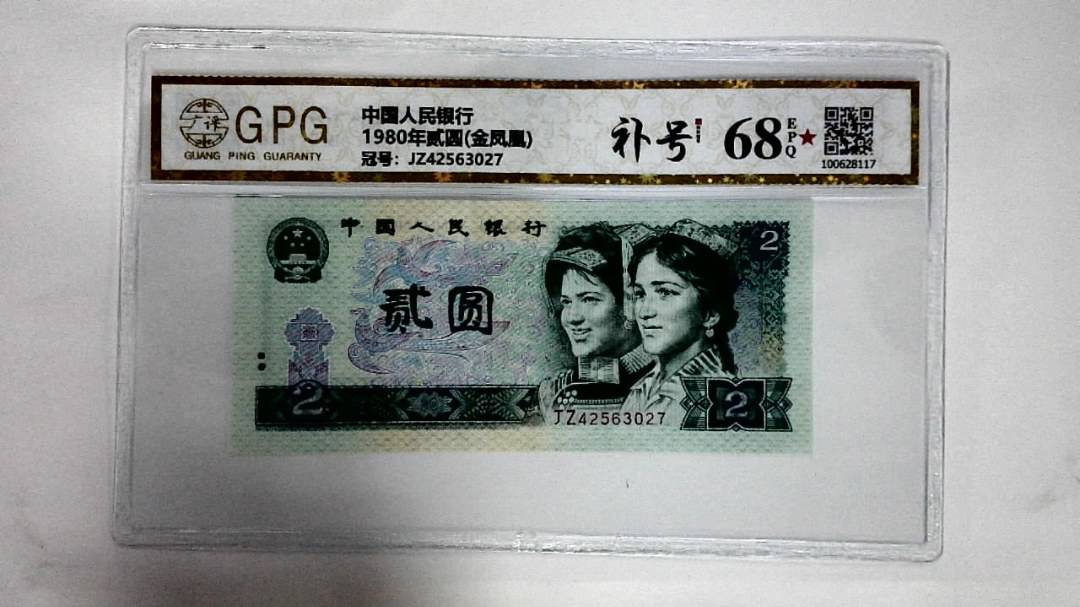 广评 GPG
GUANG PING GUARANTY
中国人民银行
1980年贰圆(金凤凰)
冠号：JZ42563027
补号
68
EPQ
100628117
中国人民银行
2
贰圆
2
JZ42563027
2